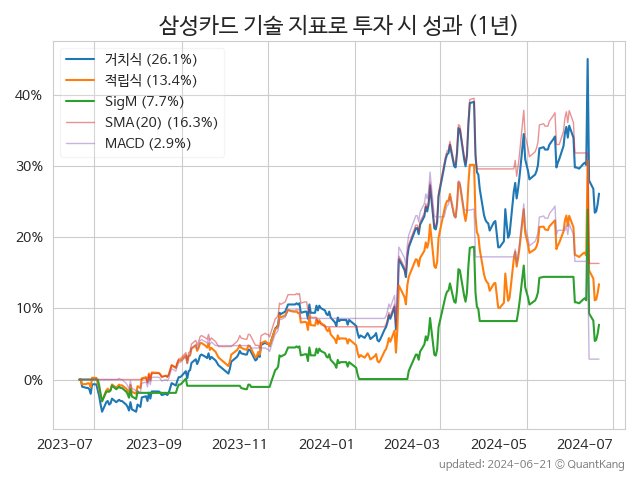 삼성카드 기술 지표로 투자 시 성과 (1년)
거치식 (26.1%)
적립식 (13.4%)
SigM (7.7%)
SMA(20) (16.3%)
MACD (2.9%)
40%
30%
20%
10%
0%
2023-07 2023-09 2023-11 2024-01 2024-03 2024-05 2024-07
updated: 2024-06-21 © QuantKang